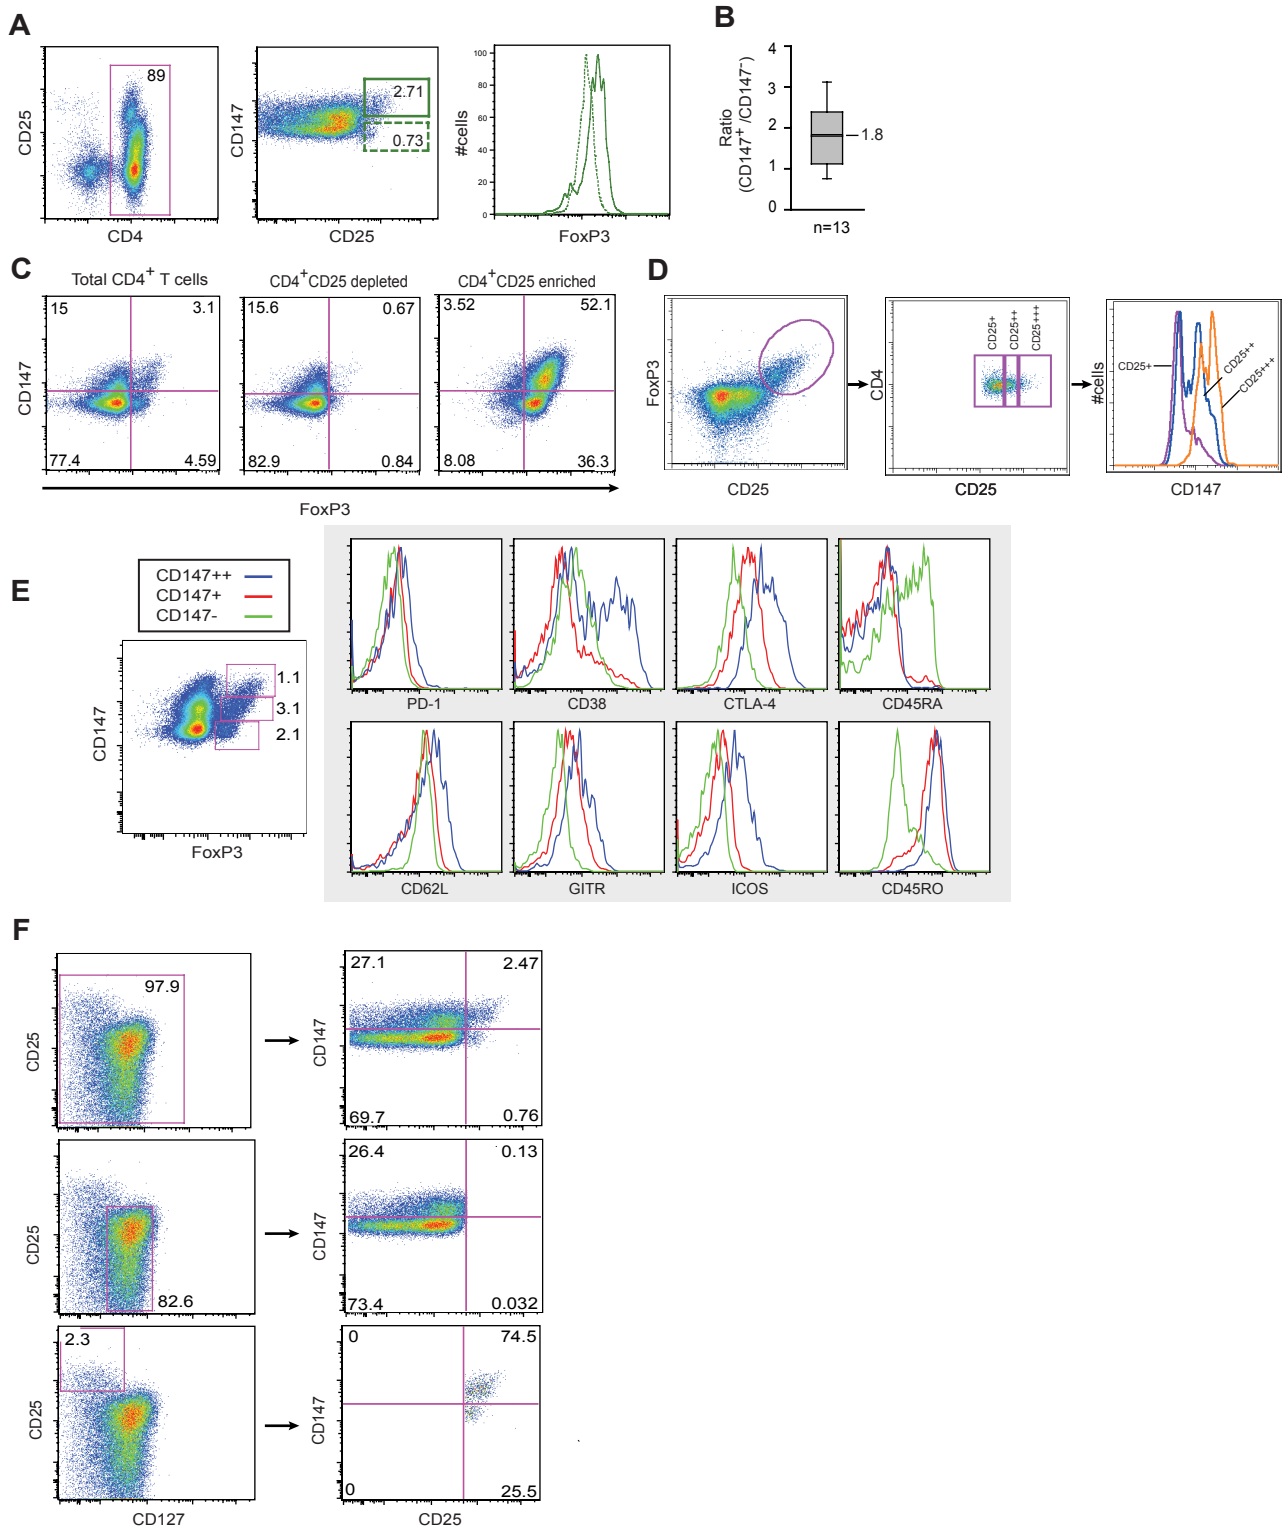 A
CD25
89
CD4
CD147
2.71
0.73
CD25
#cells
100
80
60
40
20
0
FoxP3
B
Ratio
(CD147+ /CD147-)
4
3
2
1
0
1.8
n=13
C
Total CD4+ T cells
CD4+CD25 depleted
CD4+CD25 enriched
CD147
15
3.1
77.4
4.59
15.6
0.67
82.9
0.84
3.52
52.1
8.08
36.3
FoxP3
D
FoxP3
CD25
CD4
CD25+
CD25++
CD25+++
CD25
#cells
CD25+
CD25++
CD25+++
CD147
E
CD147++
CD147+
CD147-
CD147
1.1
3.1
2.1
FoxP3
PD-1
CD38
CTLA-4
CD45RA
CD62L
GITR
ICOS
CD45RO
F
CD25
97.9
CD147
27.1
2.47
69.7
0.76
CD25
82.6
CD147
26.4
0.13
73.4
0.032
CD25
2.3
CD127
CD147
0
74.5
0
25.5
CD25